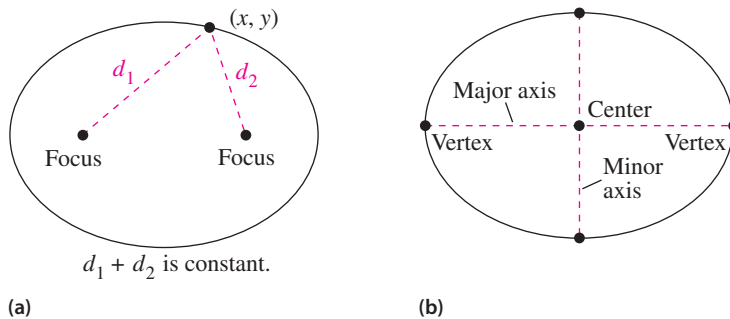 (x, y)
d₁
d₂
Focus
Focus
d₁ + d₂ is constant.
(a)
Major axis
Center
Vertex
Vertex
Minor
axis
(b)